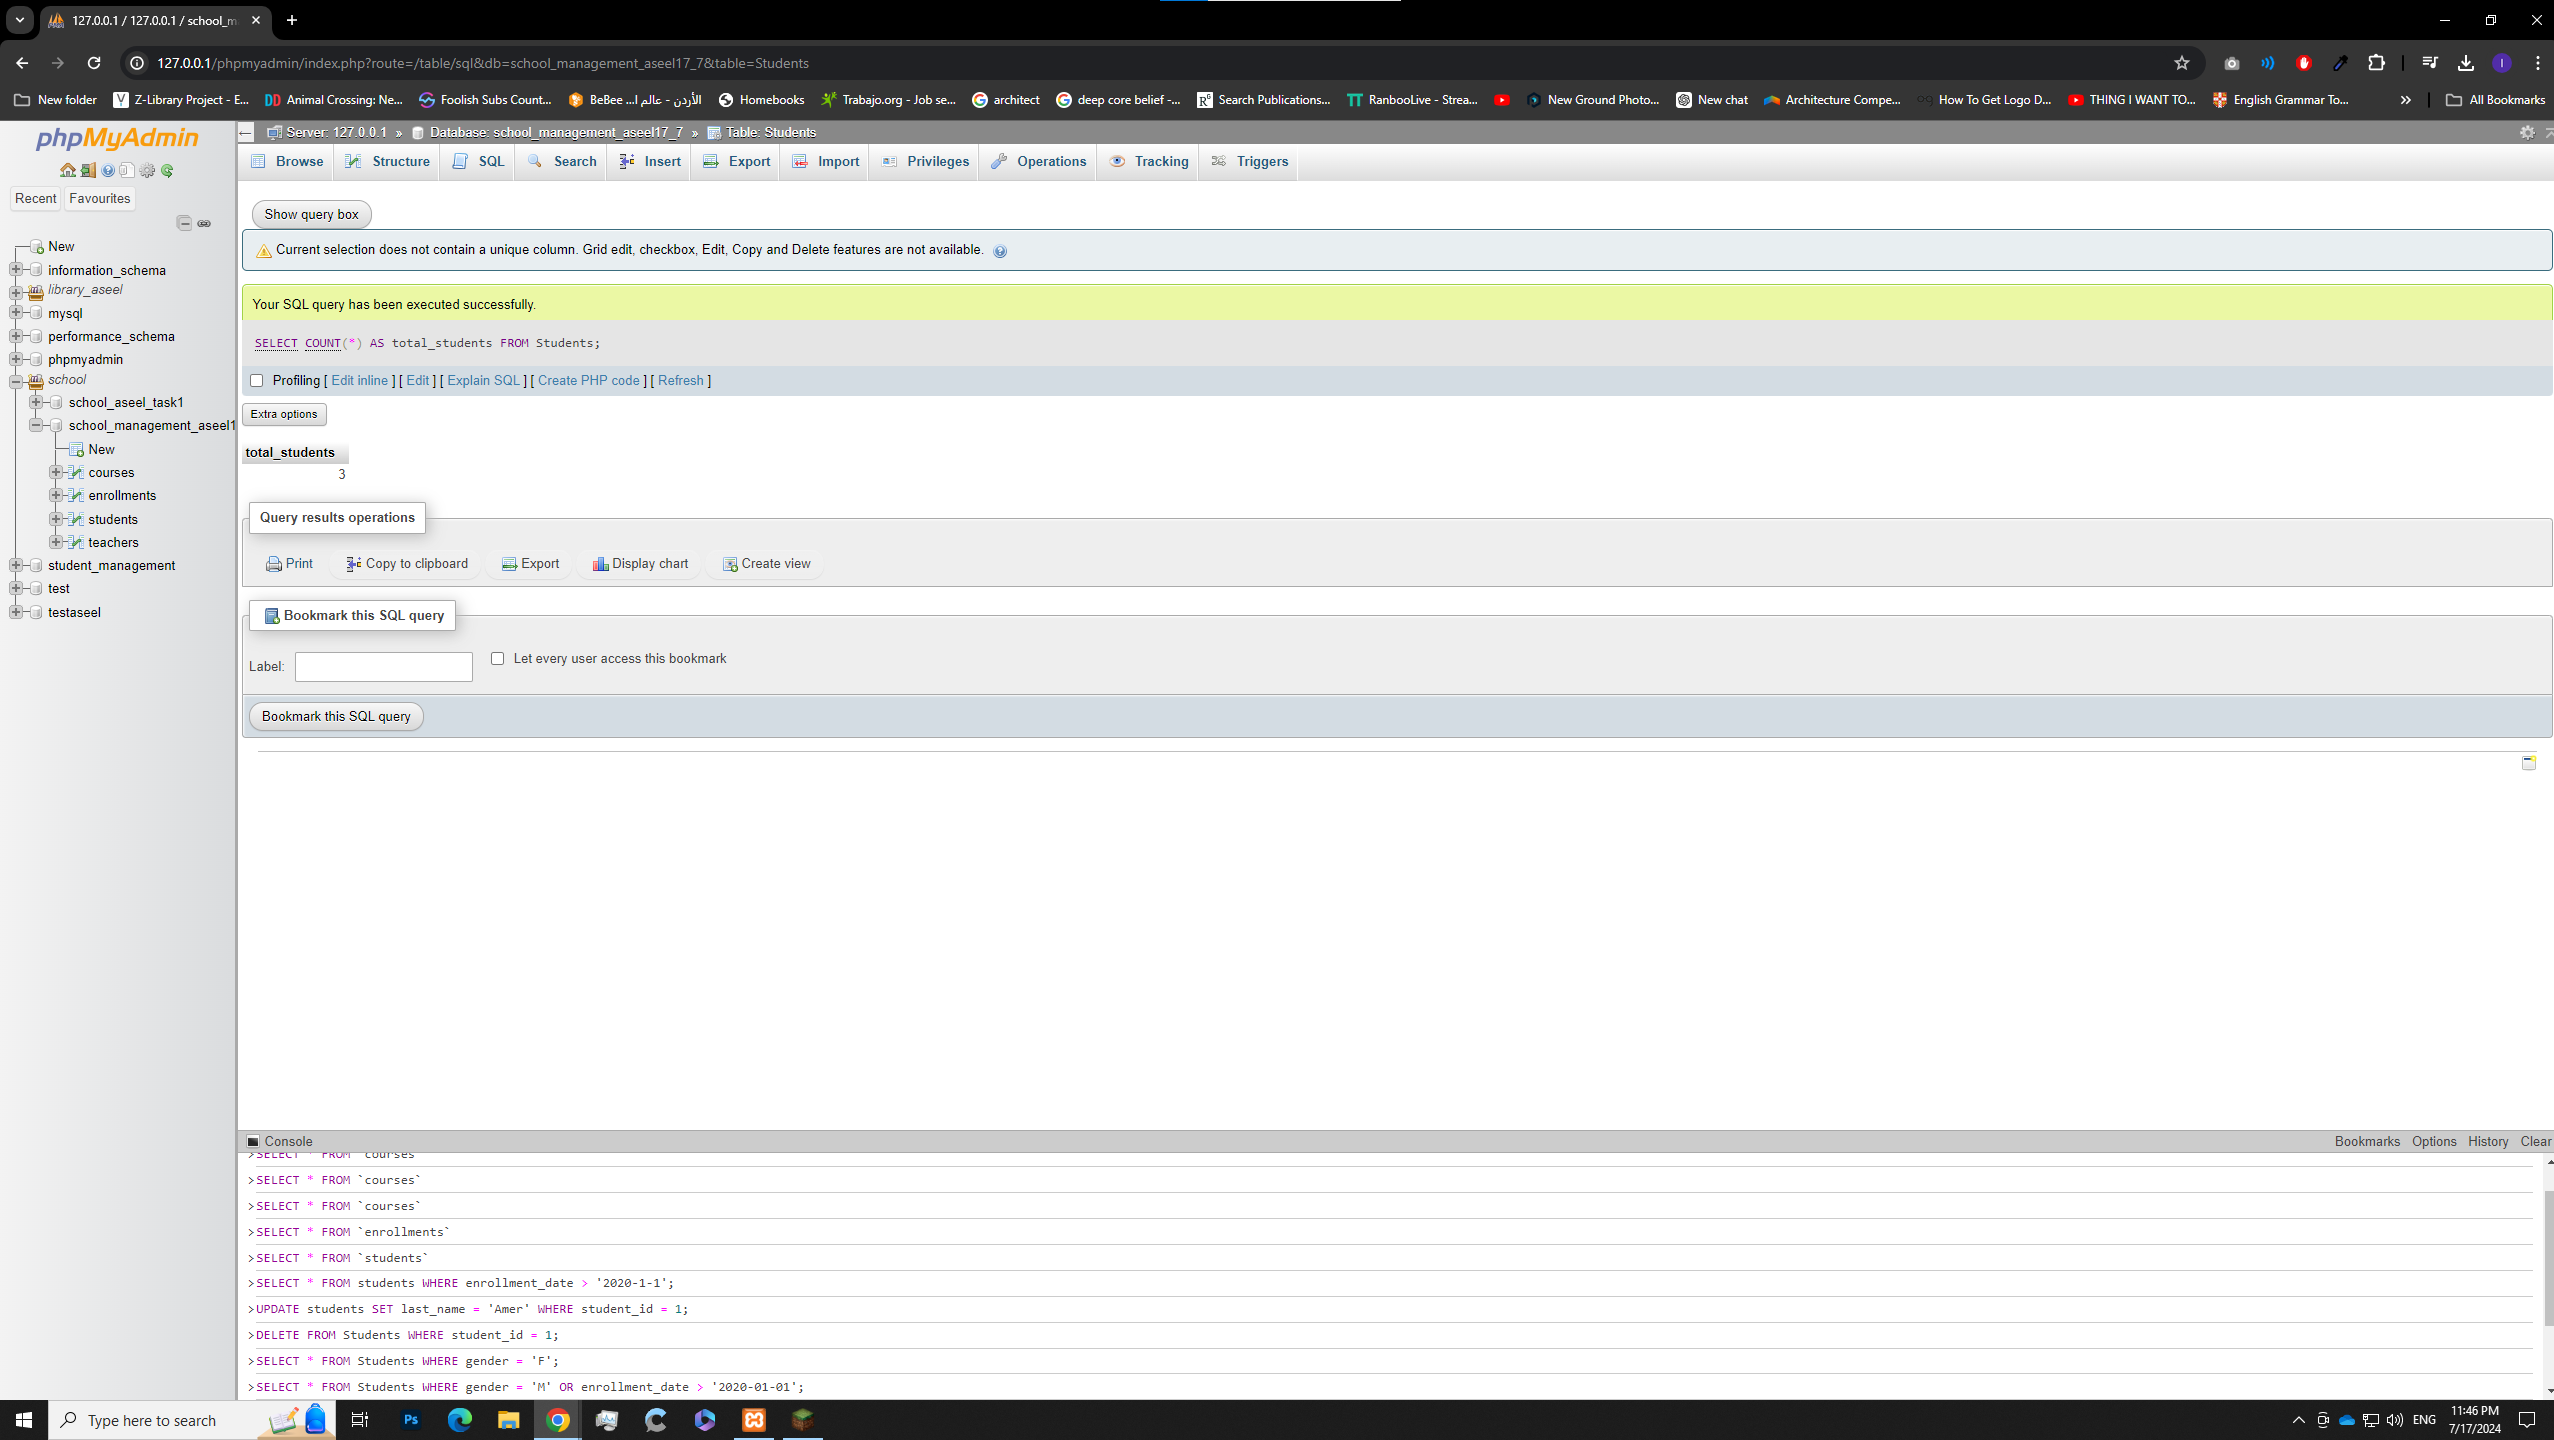 127.0.0.1 / 127.0.0.1 / school_m
127.0.0.1/phpmyadmin/index.php?route=/table/sql&db=school_management_aseel17_7&table=Students
New folder
Z-Library Project - E...
Animal Crossing: Ne...
Foolish Subs Count...
BeBee ... الأردن - عالم ا
Homebooks
Trabajo.org - Job se...
architect
deep core belief -...
Search Publications...
RanbooLive - Strea...
New Ground Photo...
New chat
Architecture Compe...
How To Get Logo D...
THING I WANT TO...
English Grammar To...
All Bookmarks
phpMyAdmin
Recent Favourites
New
information_schema
library_aseel
mysql
performance_schema
phpmyadmin
school
school_aseel_task1
school_management_aseel1
New
courses
enrollments
students
teachers
student_management
test
testaseel
Server: 127.0.0.1 » Database: school_management_aseel17_7 » Table: Students
Browse Structure SQL Search Insert Export Import Privileges Operations Tracking Triggers
Show query box
Current selection does not contain a unique column. Grid edit, checkbox, Edit, Copy and Delete features are not available.
Your SQL query has been executed successfully.
SELECT COUNT(*) AS total_students FROM Students;
Profiling [ Edit inline ] [ Edit ] [ Explain SQL ] [ Create PHP code ] [ Refresh ]
Extra options
total_students
3
Query results operations
Print Copy to clipboard Export Display chart Create view
Bookmark this SQL query
Label:
Let every user access this bookmark
Bookmark this SQL query
Console
Bookmarks Options History Clear
>SELECT * FROM `courses`
>SELECT * FROM `courses`
>SELECT * FROM `courses`
>SELECT * FROM `enrollments`
>SELECT * FROM `students`
>SELECT * FROM students WHERE enrollment_date > '2020-1-1';
>UPDATE students SET last_name = 'Amer' WHERE student_id = 1;
>DELETE FROM Students WHERE student_id = 1;
>SELECT * FROM Students WHERE gender = 'F';
>SELECT * FROM Students WHERE gender = 'M' OR enrollment_date > '2020-01-01';
Type here to search
Ps
ENG
11:46 PM
7/17/2024